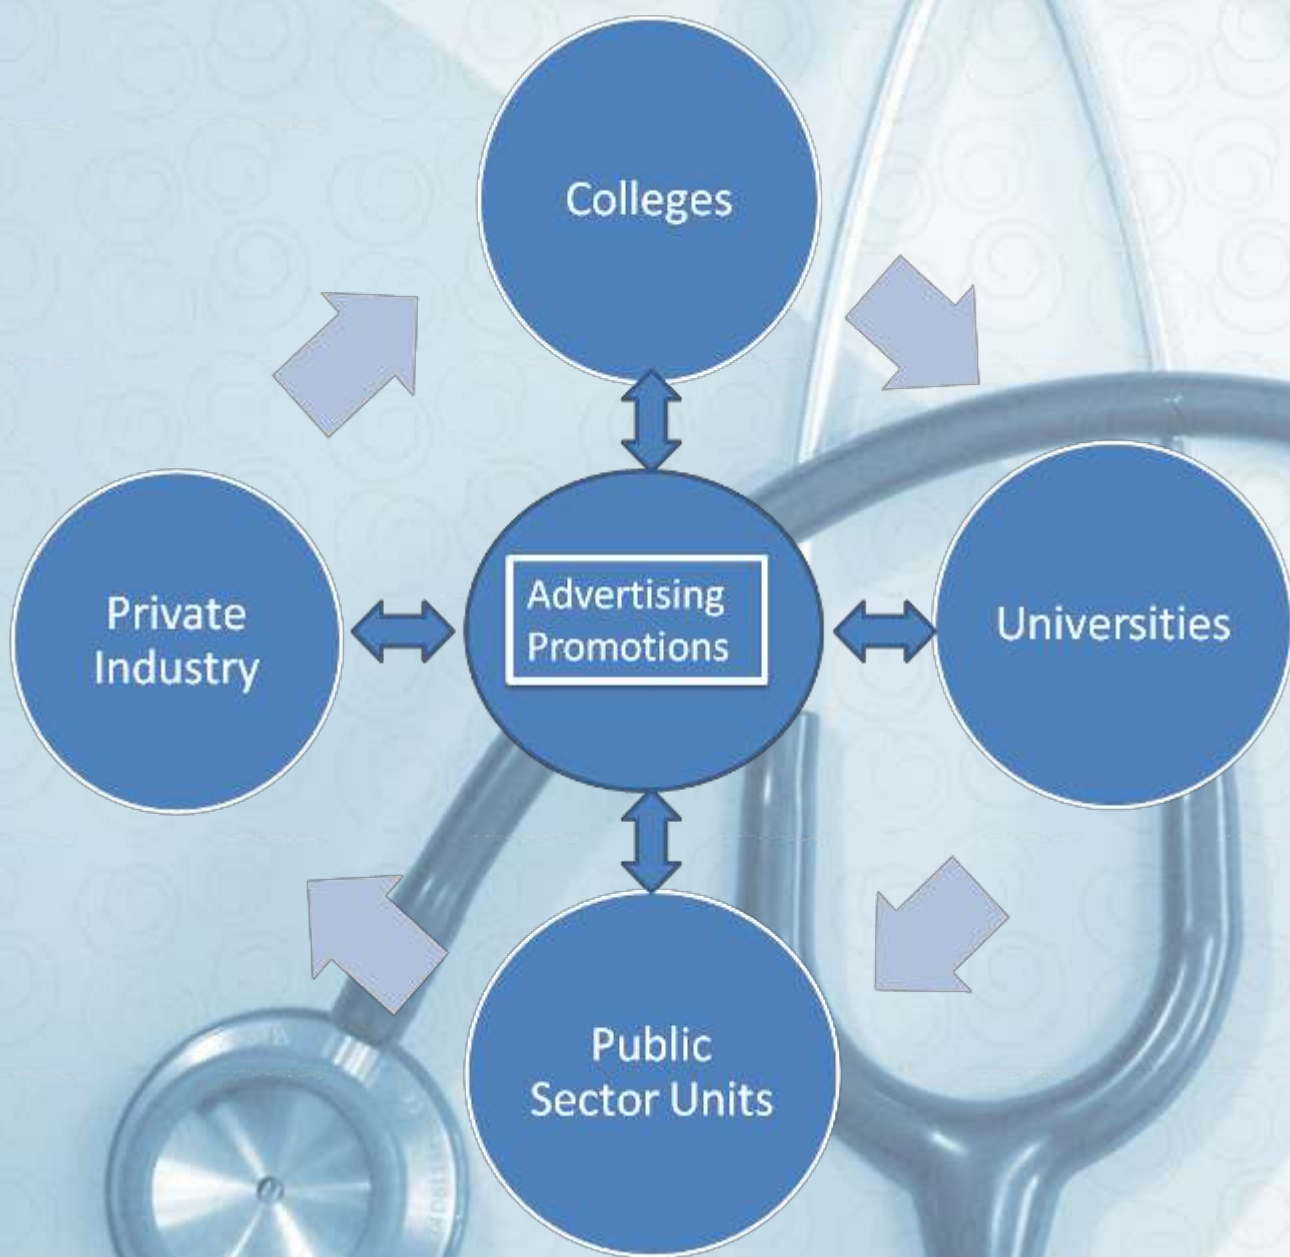 Colleges
Private
Industry
Advertising
Promotions
Universities
Public
Sector Units